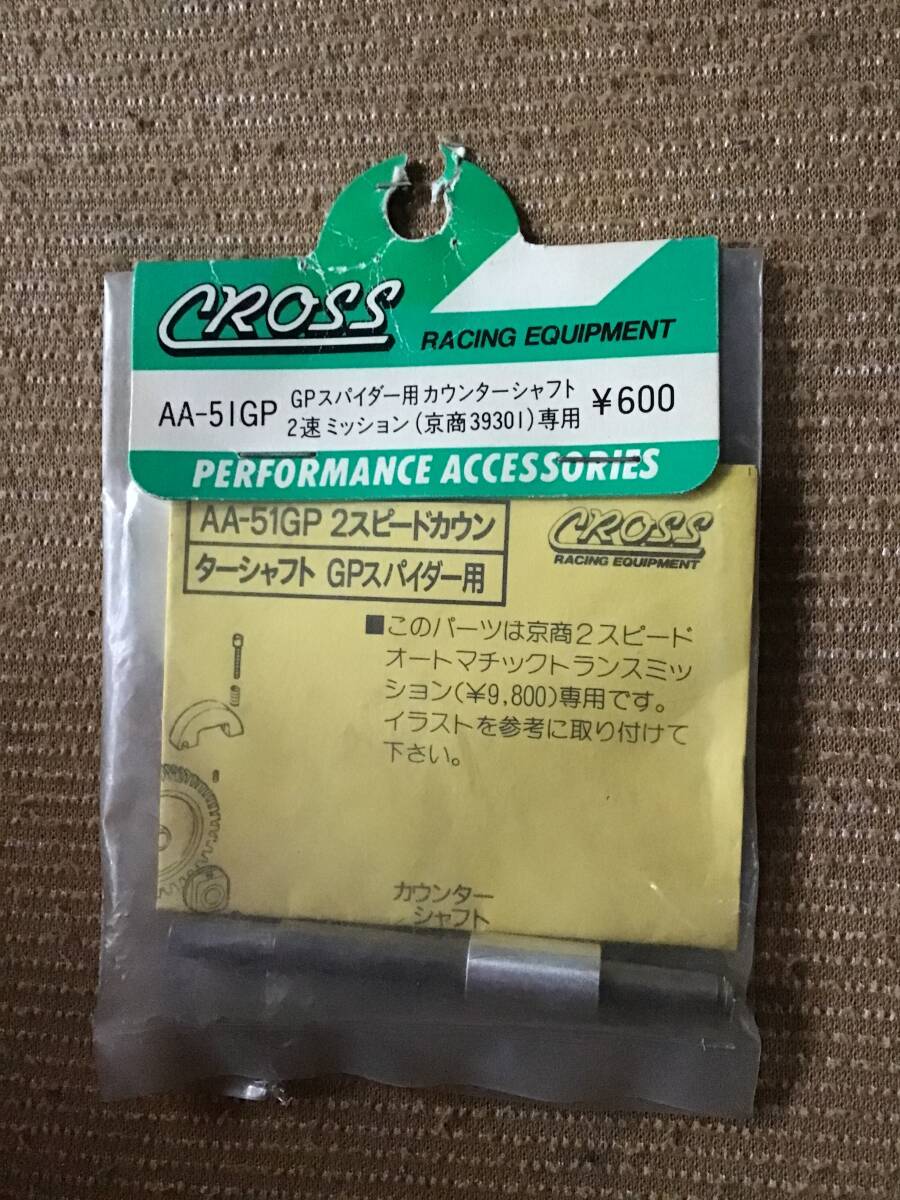 CROSS
RACING EQUIPMENT
AA-51GP GPスパイダー用カウンターシャフト ¥600
2速ミッション(京商39301)専用
PERFORMANCE ACCESSORIES
AA-51GP 2スピードカウン
ターシャフト GPスパイダー用
CROSS
RACING EQUIPMENT
■このパーツは京商2スピード
オートマチックトランスミッ
ション(¥9,800)専用です。
イラストを参考に取り付けて
下さい。
カウンター
シャフト